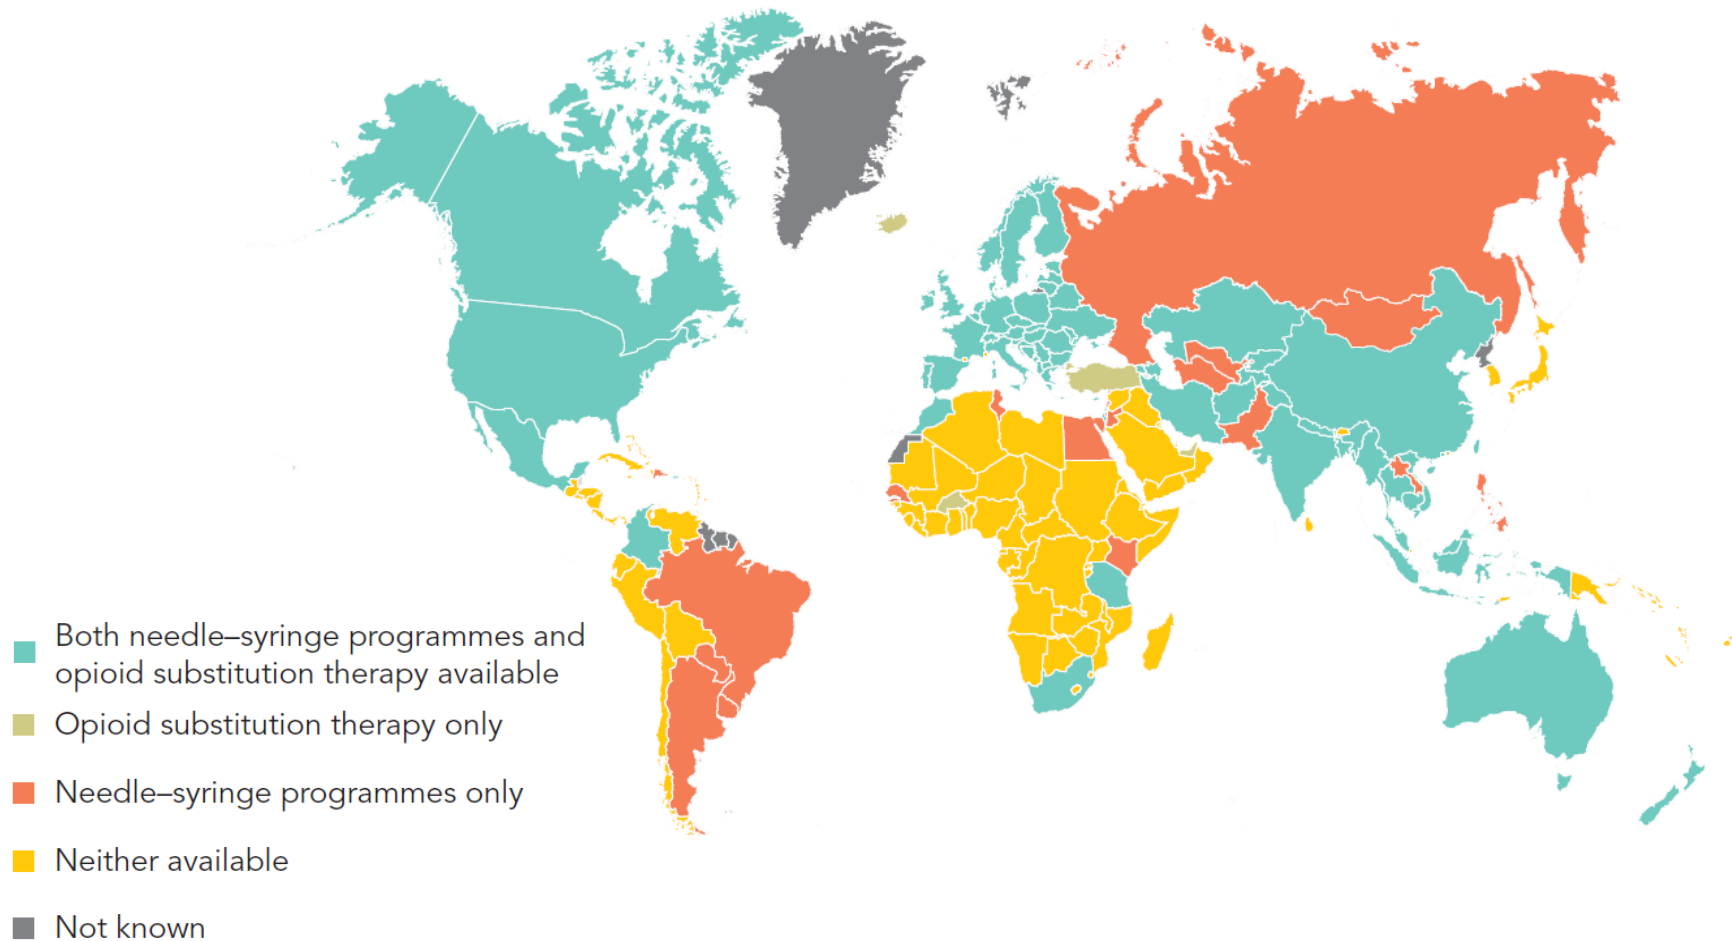 Both needle–syringe programmes and
opioid substitution therapy available
Opioid substitution therapy only
Needle–syringe programmes only
Neither available
Not known